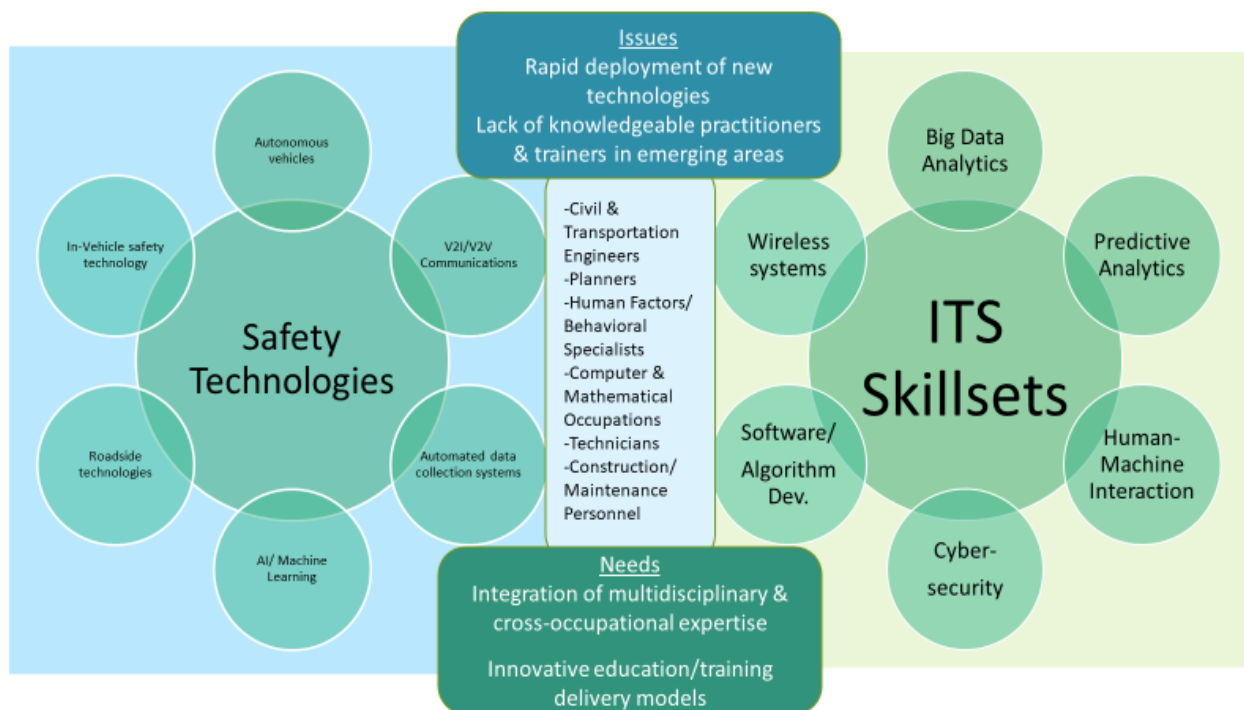 Issues
Rapid deployment of new
technologies
Lack of knowledgeable practitioners
& trainers in emerging areas
Autonomous
vehicles
In-Vehicle safety
technology
V2I/V2V
Communications
Safety
Technologies
Roadside
technologies
Automated data
collection systems
AI/ Machine
Learning
-Civil &
Transportation
Engineers
-Planners
-Human Factors/
Behavioral
Specialists
-Computer &
Mathematical
Occupations
-Technicians
-Construction/
Maintenance
Personnel
Big Data
Analytics
Wireless
systems
Predictive
Analytics
ITS
Skillsets
Software/
Algorithm
Dev.
Human-
Machine
Interaction
Cyber-
security
Needs
Integration of multidisciplinary &
cross-occupational expertise
Innovative education/training
delivery models